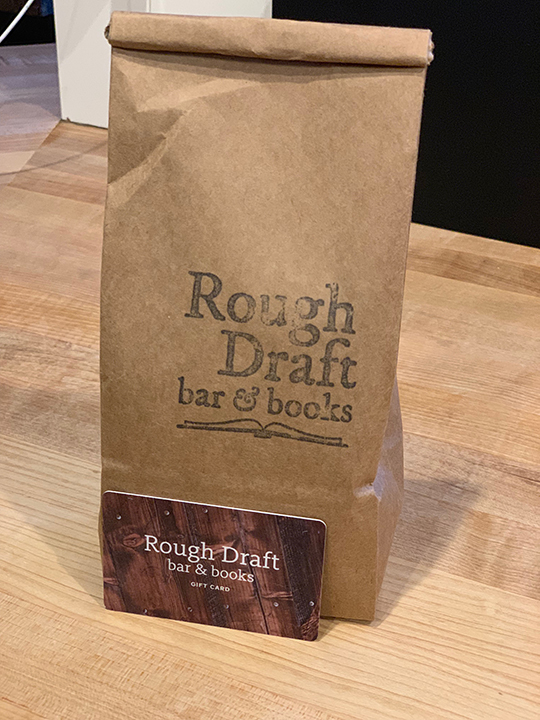 Rough
Draft
bar & books
Rough Draft
bar & books
GIFT CARD